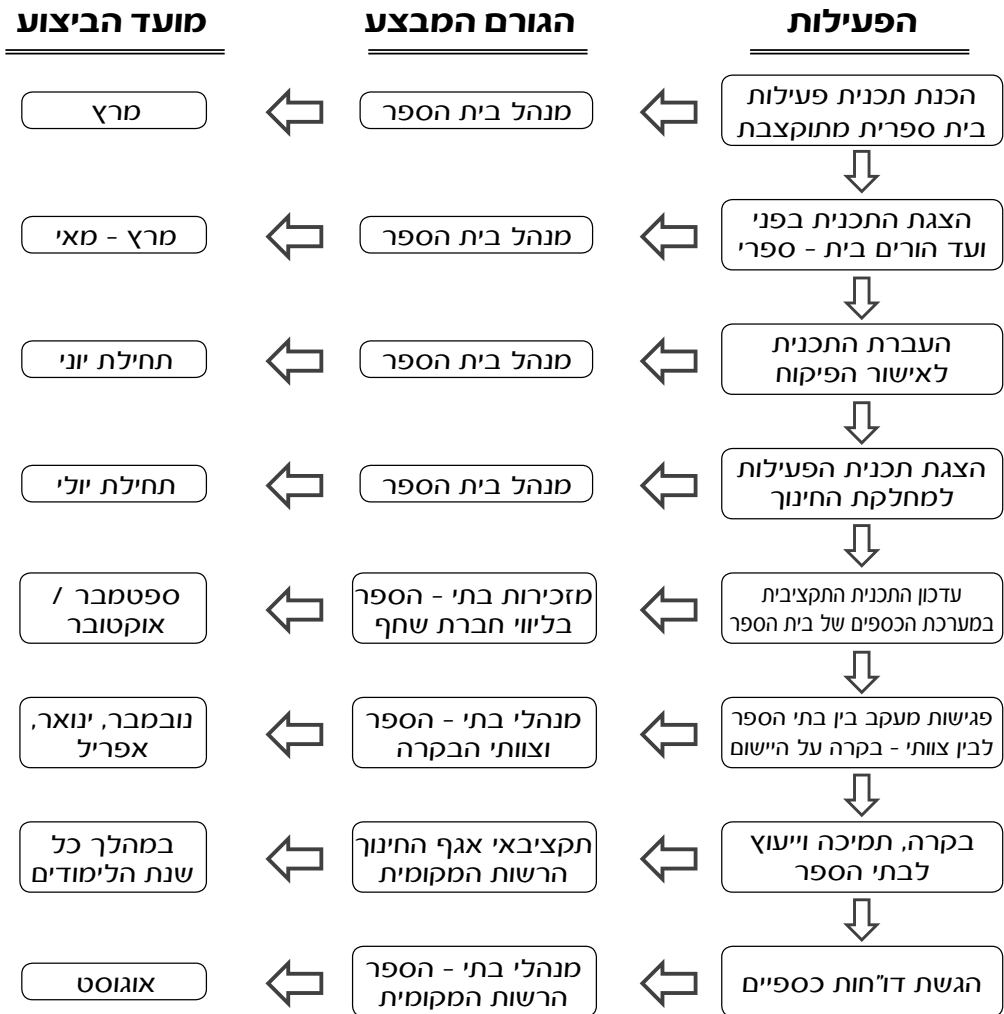 הפעילות
הגורם המבצע
מועד הביצוע
הכנת תכנית פעילות
בית ספרית מתוקצבת
מנהל בית הספר
מרץ
הצגת התכנית בפני
ועד הורים בית - ספרי
מנהל בית הספר
מרץ - מאי
העברת התכנית
לאישור הפיקוח
מנהל בית הספר
תחילת יוני
הצגת תכנית הפעילות
למחלקת החינוך
מנהל בית הספר
תחילת יולי
עדכון התכנית התקציבית
במערכת הכספים של בית הספר
מזכירות בתי - הספר
בליווי חברת שחף
ספטמבר /
אוקטובר
פגישות מעקב בין בתי הספר
לבין צוותי - בקרה על היישום
מנהלי בתי - הספר
וצוותי הבקרה
נובמבר, ינואר,
אפריל
בקרה, תמיכה וייעוץ
לבתי הספר
תקציבאי אגף החינוך
הרשות המקומית
במהלך כל
שנת הלימודים
הגשת דו"חות כספיים
מנהלי בתי - הספר
הרשות המקומית
אוגוסט